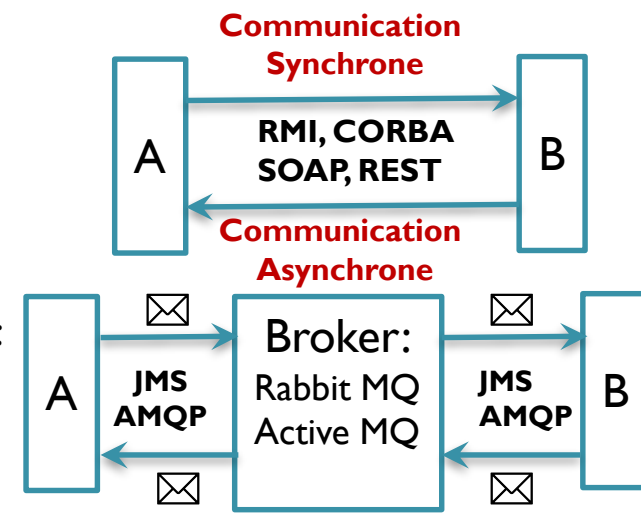 Communication
Synchrone
A
RMI, CORBA
SOAP, REST
B
Communication
Asynchrone
:
A
JMS
AMQP
Broker:
Rabbit MQ
Active MQ
JMS
AMQP
B